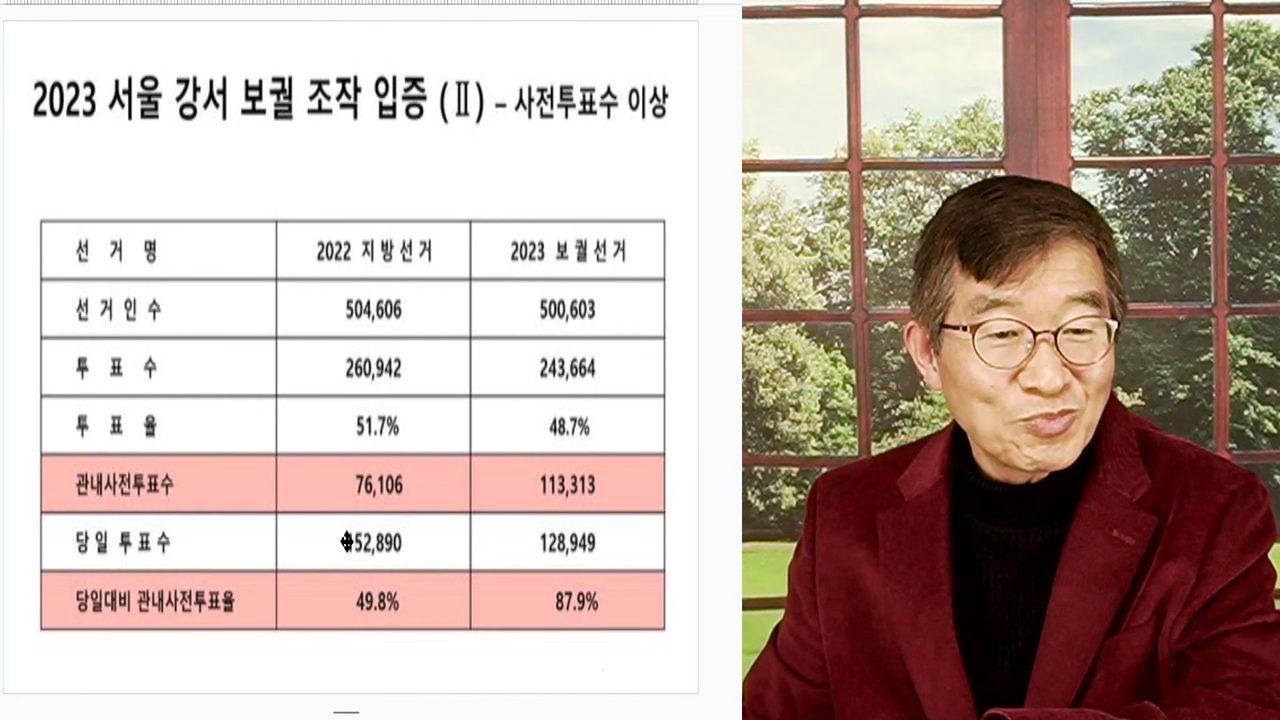 2023 서울 강서 보궐 조작 입증 (Ⅱ) – 사전투표수 이상
선 거 명 2022 지방선거 2023 보궐선거
선 거 인 수 504,606 500,603
투 표 수 260,942 243,664
투 표 율 51.7% 48.7%
관내사전투표수 76,106 113,313
당 일 투 표 수 52,890 128,949
당일대비 관내사전투표율 49.8% 87.9%